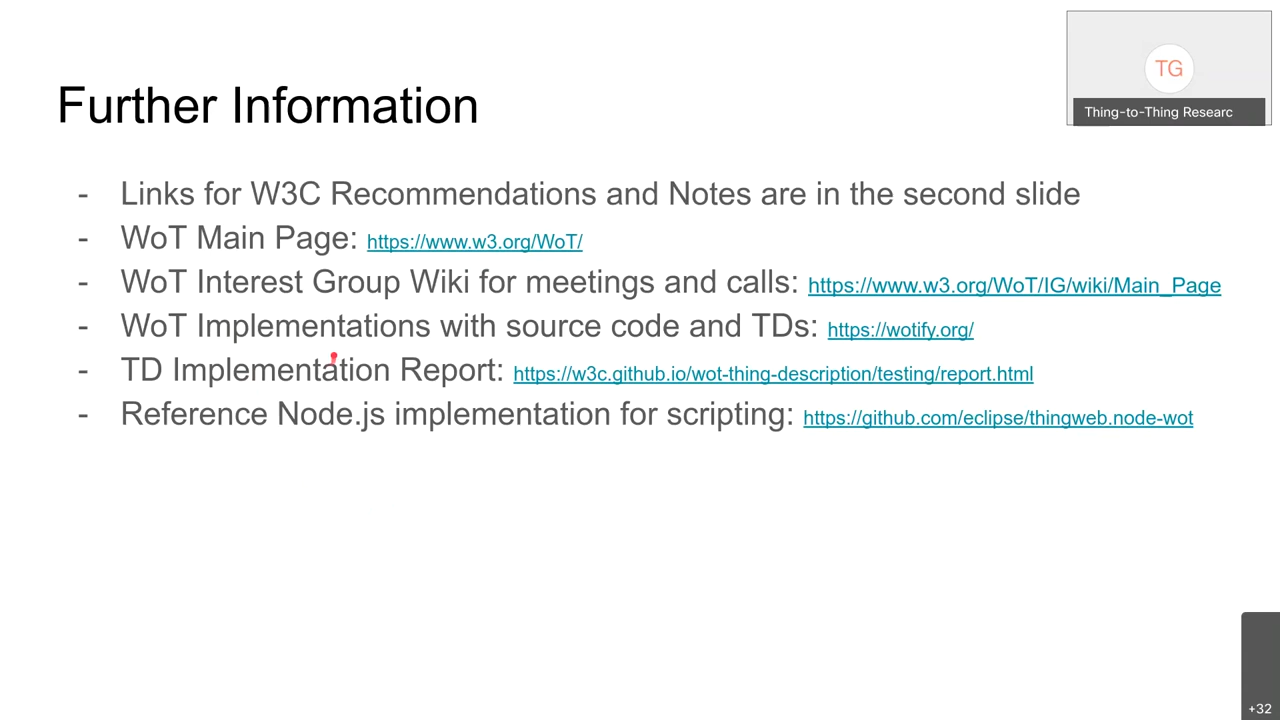 TG
Thing-to-Thing Researc
Further Information
- Links for W3C Recommendations and Notes are in the second slide
- WoT Main Page: https://www.w3.org/WoT/
- WoT Interest Group Wiki for meetings and calls: https://www.w3.org/WoT/IG/wiki/Main_Page
- WoT Implementations with source code and TDs: https://wotify.org/
- TD Implementation Report: https://w3c.github.io/wot-thing-description/testing/report.html
- Reference Node.js implementation for scripting: https://github.com/eclipse/thingweb.node-wot
+32